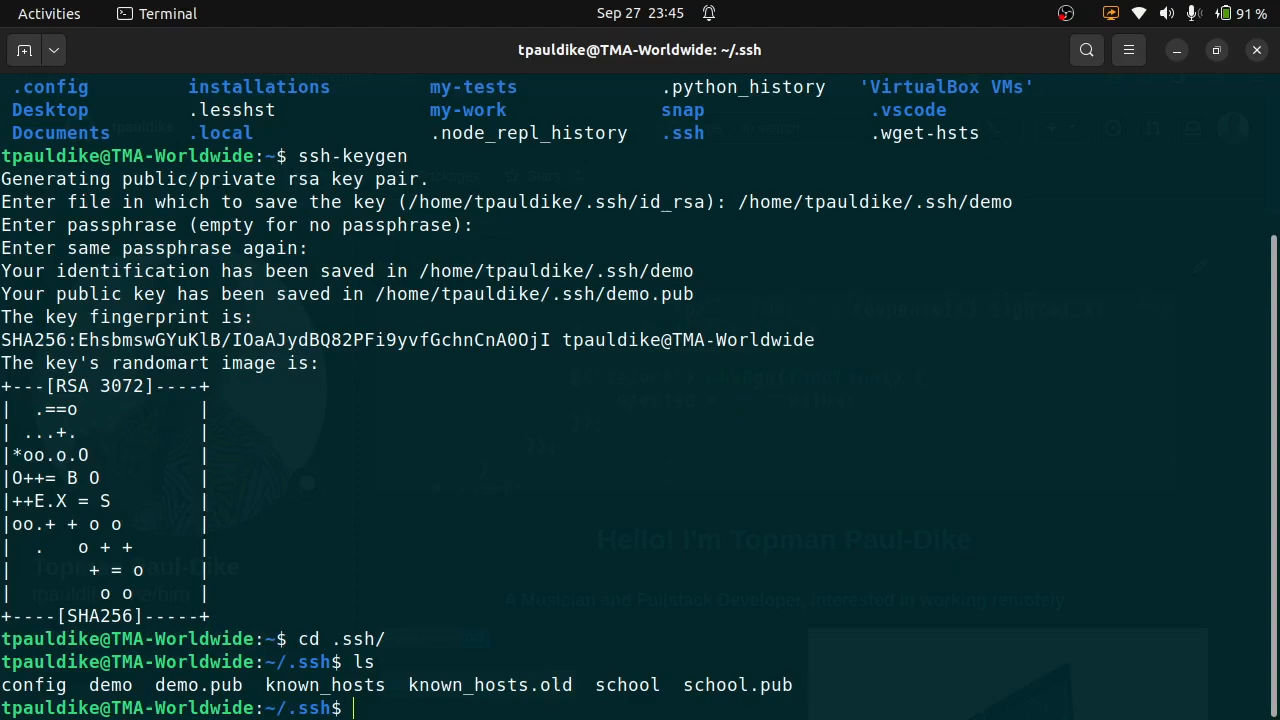 Activities Terminal Sep 27 23:45 91 %
tpauldike@TMA-Worldwide: ~/.ssh
.config installations my-tests .python_history 'VirtualBox VMs'
Desktop .lesshst my-work snap .vscode
Documents .local .node_repl_history .ssh .wget-hsts
tpauldike@TMA-Worldwide:~$ ssh-keygen
Generating public/private rsa key pair.
Enter file in which to save the key (/home/tpauldike/.ssh/id_rsa): /home/tpauldike/.ssh/demo
Enter passphrase (empty for no passphrase):
Enter same passphrase again:
Your identification has been saved in /home/tpauldike/.ssh/demo
Your public key has been saved in /home/tpauldike/.ssh/demo.pub
The key fingerprint is:
SHA256:EhsbmswGYuKlB/IOaAJydBQ82PFi9yvfGchnCnA0OjI tpauldike@TMA-Worldwide
The key's randomart image is:
+---[RSA 3072]----+
|  .==o           |
| ...+.           |
|*oo.o.O          |
|O++= B O         |
|++E.X = S        |
|oo.+ + o o       |
|  .   o + +      |
|       + = o     |
|        o o      |
+----[SHA256]-----+
tpauldike@TMA-Worldwide:~$ cd .ssh/
tpauldike@TMA-Worldwide:~/.ssh$ ls
config demo demo.pub known_hosts known_hosts.old school school.pub
tpauldike@TMA-Worldwide:~/.ssh$
Hello! I'm Topman Paul-Dike
A Musician and Fullstack Developer, interested in working remotely